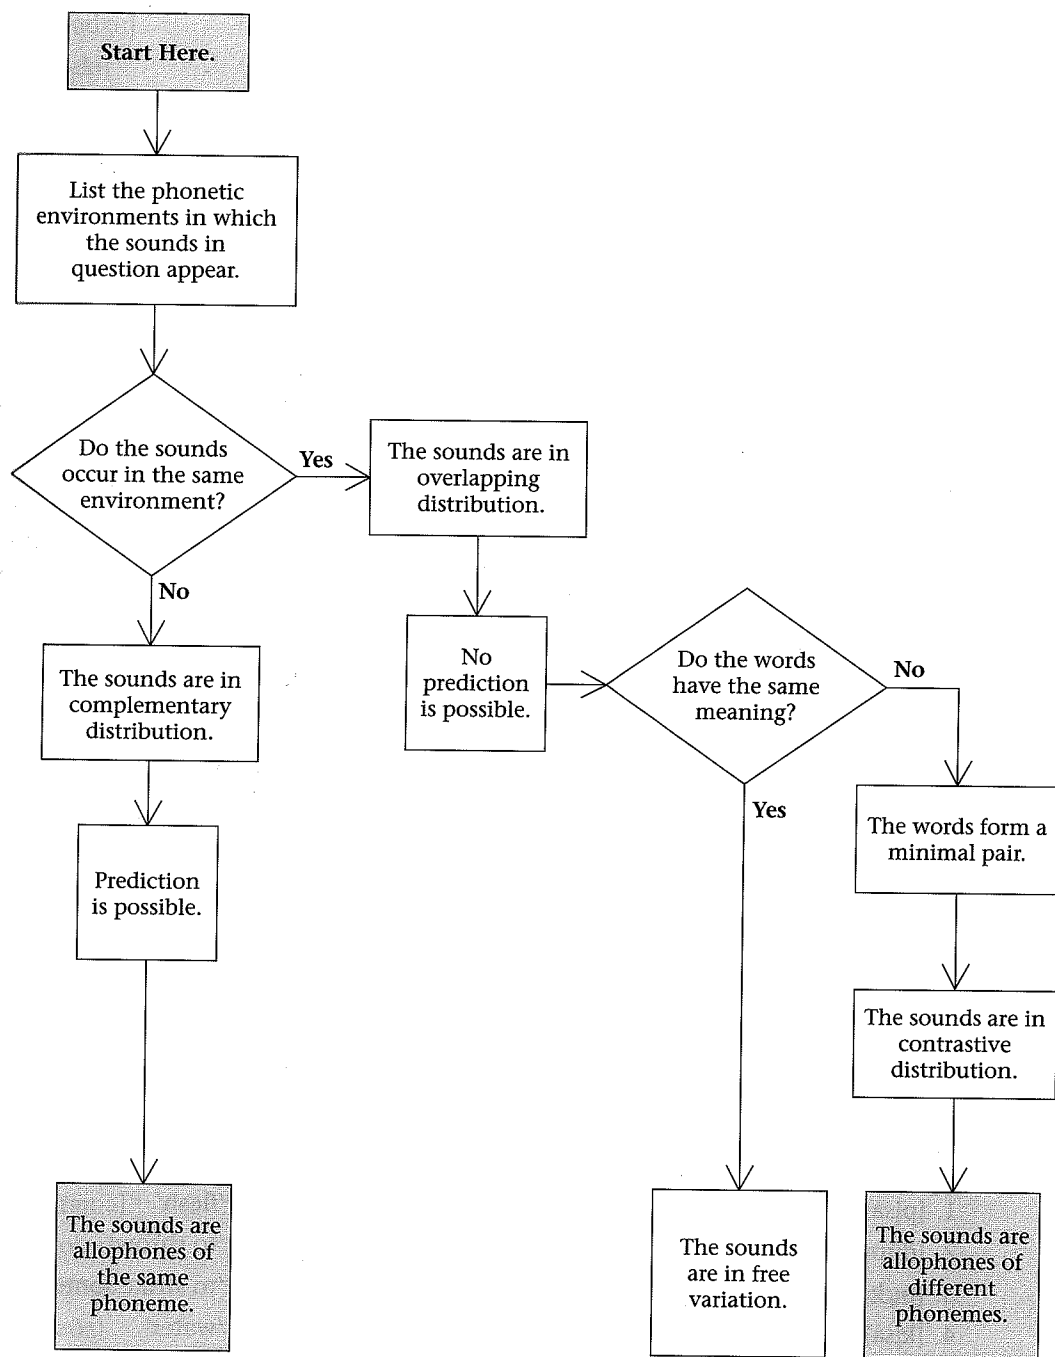 Start Here.
List the phonetic
environments in which
the sounds in
question appear.
Do the sounds
occur in the same
environment?
Yes
The sounds are in
overlapping
distribution.
No
The sounds are in
complementary
distribution.
No
prediction
is possible.
Do the words
have the same
meaning?
No
Yes
The words form a
minimal pair.
Prediction
is possible.
The sounds are in
contrastive
distribution.
The sounds are
allophones of
the same
phoneme.
The sounds
are in free
variation.
The sounds are
allophones of
different
phonemes.